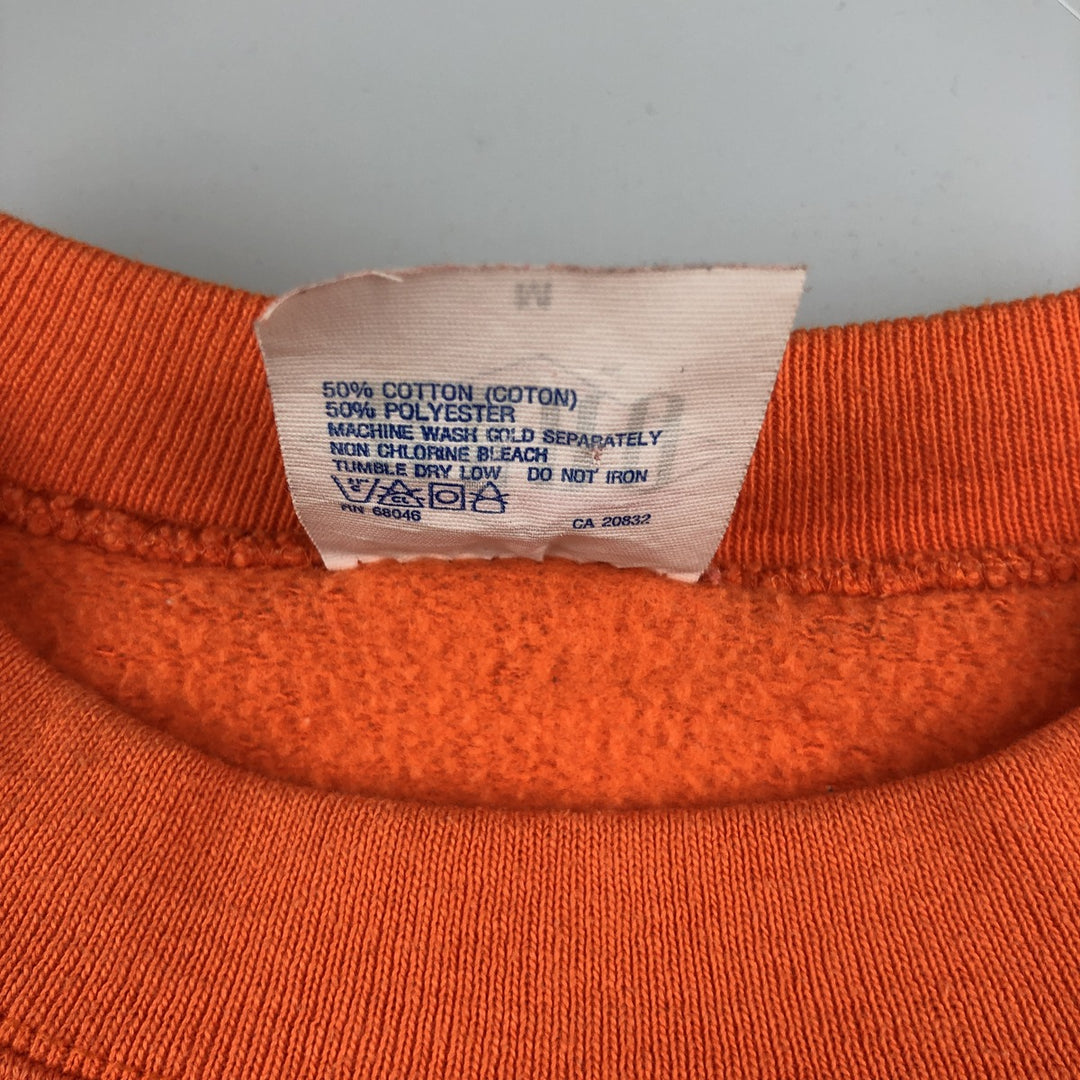 M
50% COTTON (COTON)
50% POLYESTER
MACHINE WASH COLD SEPARATELY
NON CHLORINE BLEACH
TUMBLE DRY LOW DO NOT IRON
CL
RN 68046 CA 20832